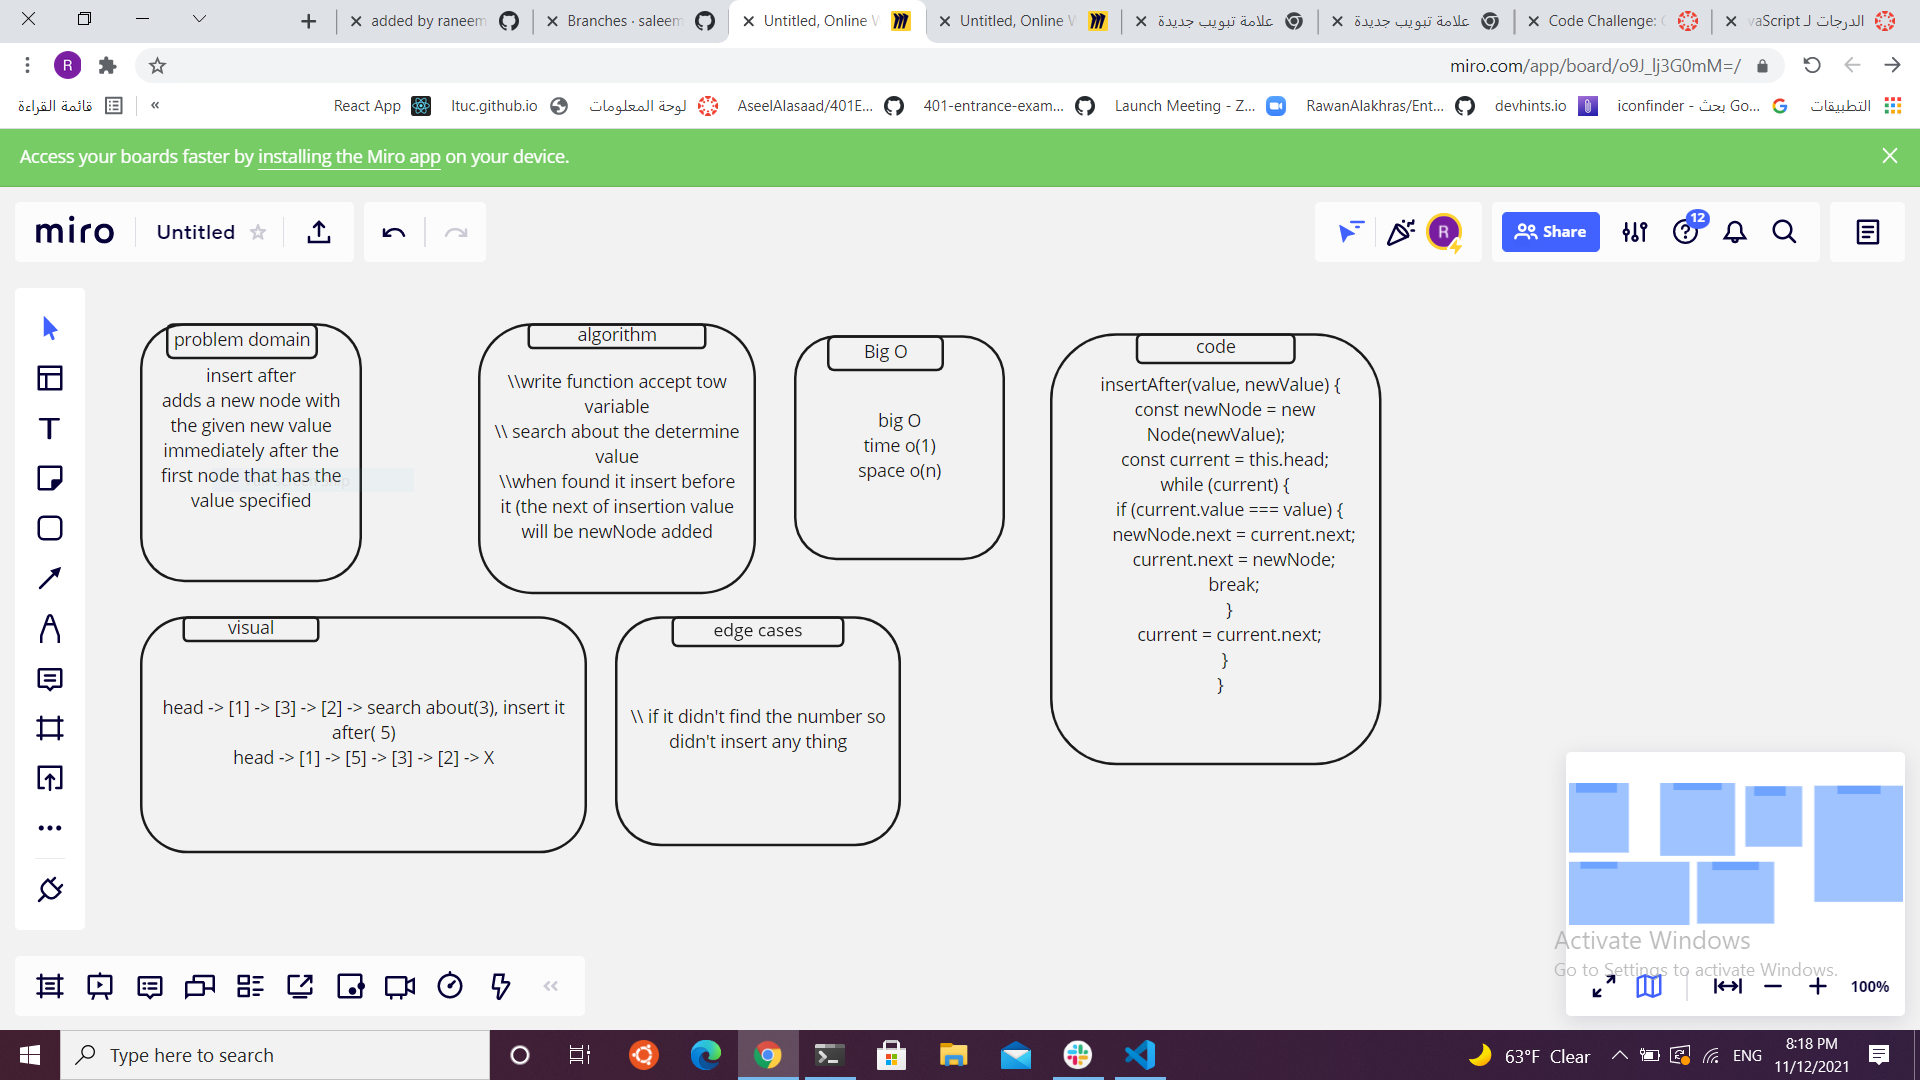 added by raneem
Branches · saleem
Untitled, Online W
Untitled, Online W
علامة تبويب جديدة
علامة تبويب جديدة
Code Challenge: C
الدرجات لـ vaScript
miro.com/app/board/o9J_lj3G0mM=/
R
قائمة القراءة
«
React App
ltuc.github.io
لوحة المعلومات
AseelAlasaad/401E...
401-entrance-exam...
Launch Meeting - Z...
RawanAlakhras/Ent...
devhints.io
iconfinder - بحث Go...
التطبيقات
Access your boards faster by installing the Miro app on your device.
miro
Untitled
R
Share
12
problem domain
insert after
adds a new node with
the given new value
immediately after the
first node that has the
value specified
algorithm
\\write function accept tow
variable
\\ search about the determine
value
\\when found it insert before
it (the next of insertion value
will be newNode added
Big O
big O
time o(1)
space o(n)
code
insertAfter(value, newValue) {
const newNode = new
Node(newValue);
const current = this.head;
while (current) {
if (current.value === value) {
newNode.next = current.next;
current.next = newNode;
break;
}
current = current.next;
}
}
visual
head -> [1] -> [3] -> [2] -> search about(3), insert it
after( 5)
head -> [1] -> [5] -> [3] -> [2] -> X
edge cases
\\ if it didn't find the number so
didn't insert any thing
Activate Windows
Go to Settings to activate Windows.
100%
Type here to search
63°F Clear
ENG
8:18 PM
11/12/2021